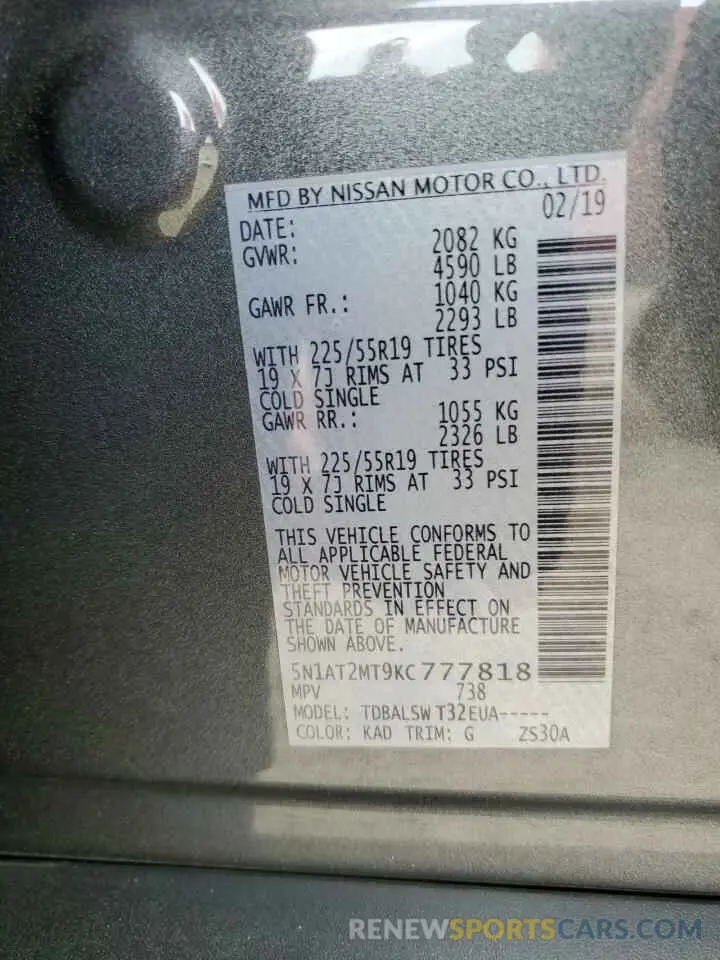 MFD BY NISSAN MOTOR CO., LTD.
DATE: 02/19
GVWR: 2082 KG
4590 LB
GAWR FR.: 1040 KG
2293 LB
WITH 225/55R19 TIRES
19 X 7J RIMS AT 33 PSI
COLD SINGLE
GAWR RR.: 1055 KG
2326 LB
WITH 225/55R19 TIRES
19 X 7J RIMS AT 33 PSI
COLD SINGLE
THIS VEHICLE CONFORMS TO
ALL APPLICABLE FEDERAL
MOTOR VEHICLE SAFETY AND
THEFT PREVENTION
STANDARDS IN EFFECT ON
THE DATE OF MANUFACTURE
SHOWN ABOVE.
5N1AT2MT9KC777818
MPV 738
MODEL: TDBALSW T32EUA-----
COLOR: KAD TRIM: G ZS30A
RENEWSPORTSCARS.COM